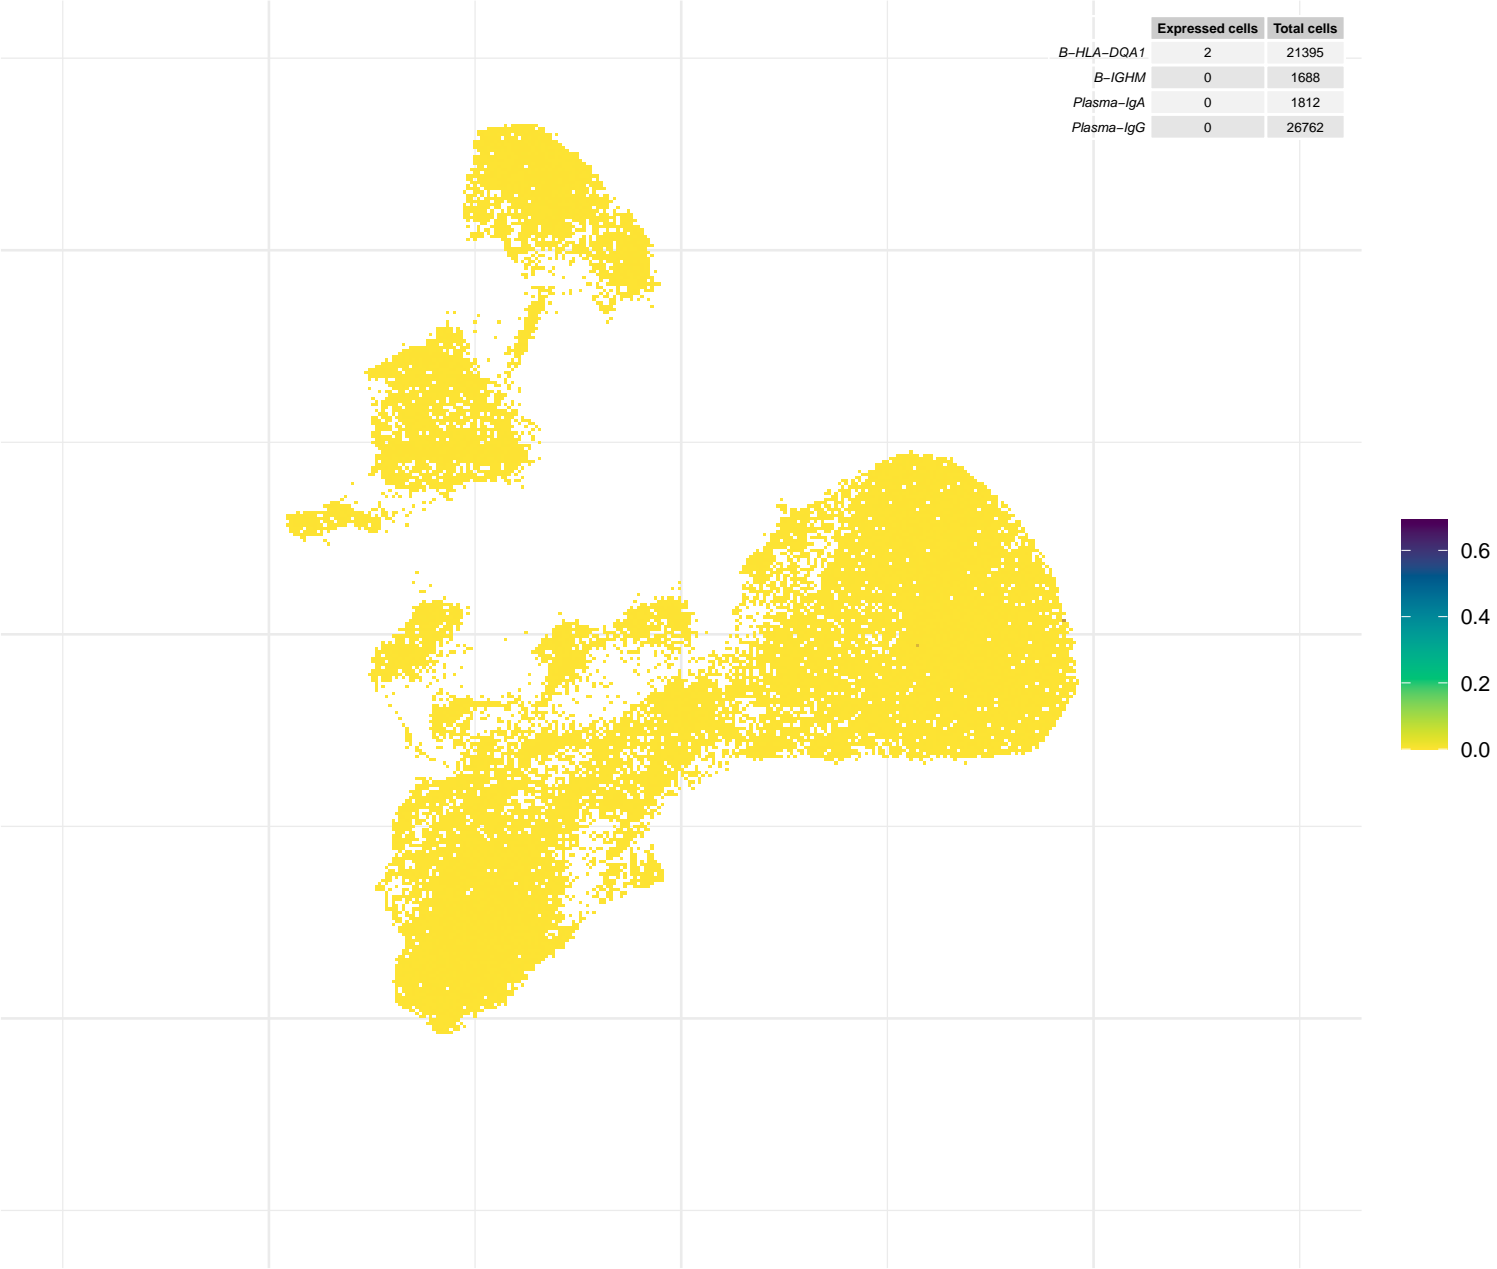 Expressed cells Total cells
B−HLA−DQA1 2 21395
B−IGHM 0 1688
Plasma−IgA 0 1812
Plasma−IgG 0 26762
0.6
0.4
0.2
0.0